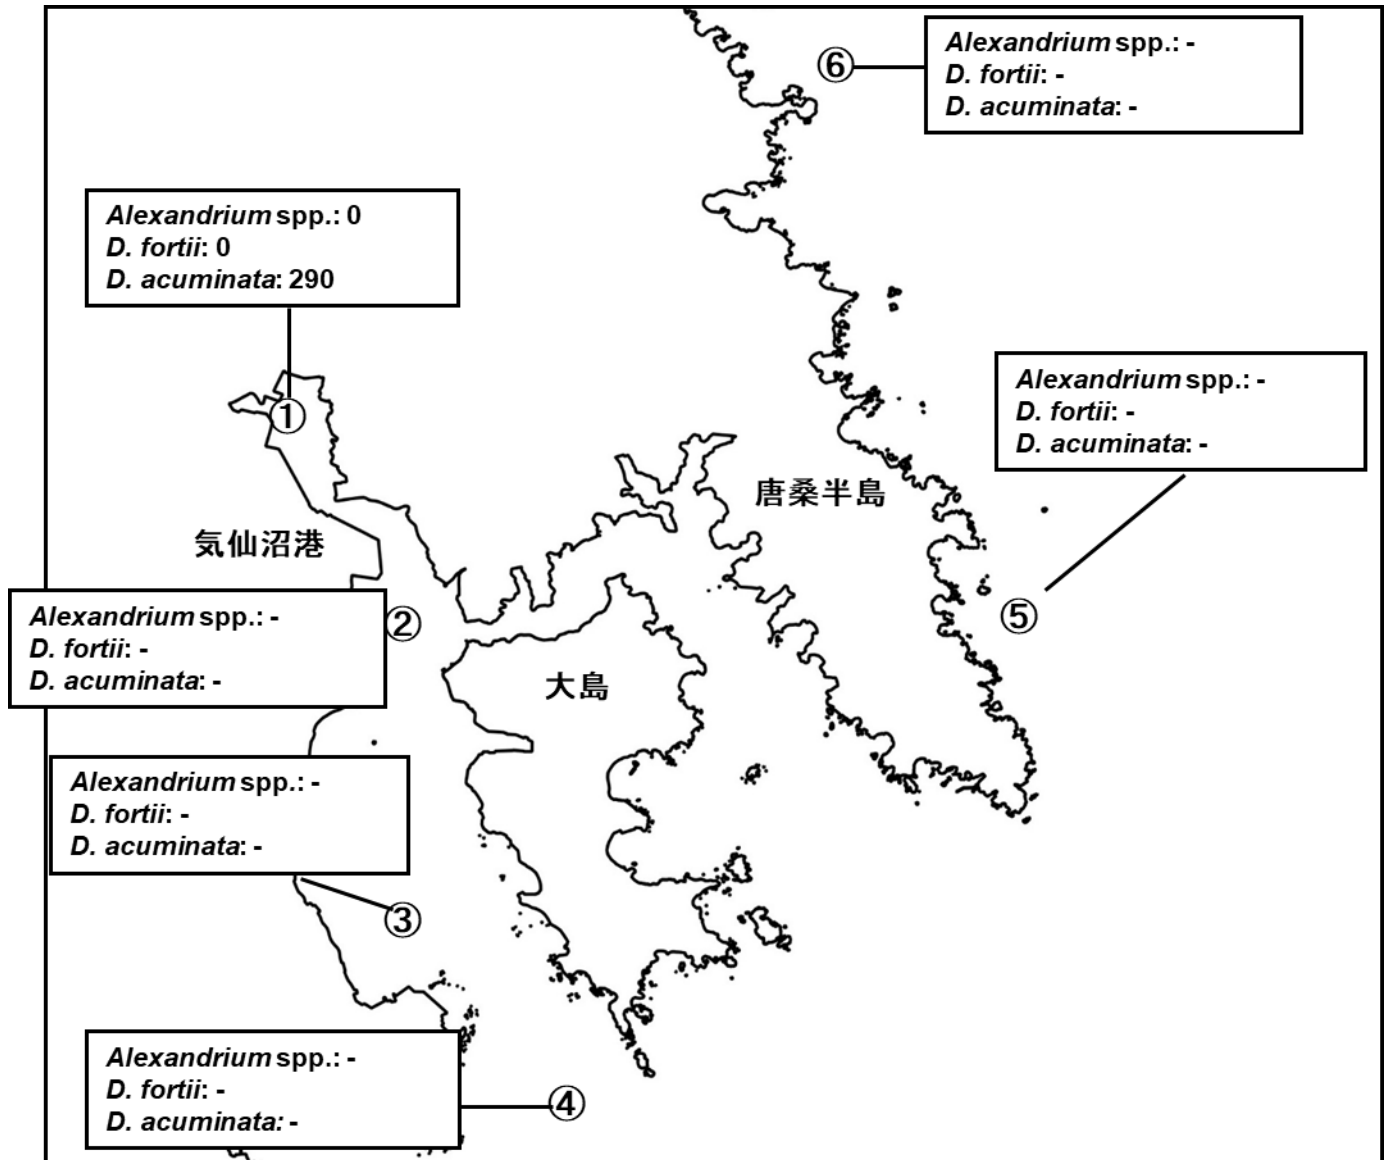 Alexandrium spp.: -
D. fortii: -
D. acuminata: -
⑥
Alexandrium spp.: 0
D. fortii: 0
D. acuminata: 290
①
Alexandrium spp.: -
D. fortii: -
D. acuminata: -
唐桑半島
気仙沼港
⑤
Alexandrium spp.: -
D. fortii: -
D. acuminata: -
②
大島
Alexandrium spp.: -
D. fortii: -
D. acuminata: -
③
Alexandrium spp.: -
D. fortii: -
D. acuminata: -
④